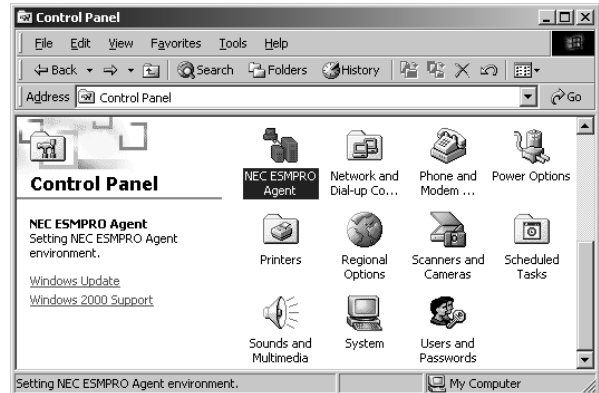 Control Panel
File Edit View Favorites Tools Help
Back Search Folders History
Address Control Panel Go
Control Panel
NEC ESMPRO Agent
Setting NEC ESMPRO Agent
environment.
Windows Update
Windows 2000 Support
NEC ESMPRO
Agent
Network and
Dial-up Co...
Phone and
Modem ...
Power Options
Printers
Regional
Options
Scanners and
Cameras
Scheduled
Tasks
Sounds and
Multimedia
System
Users and
Passwords
Setting NEC ESMPRO Agent environment. My Computer